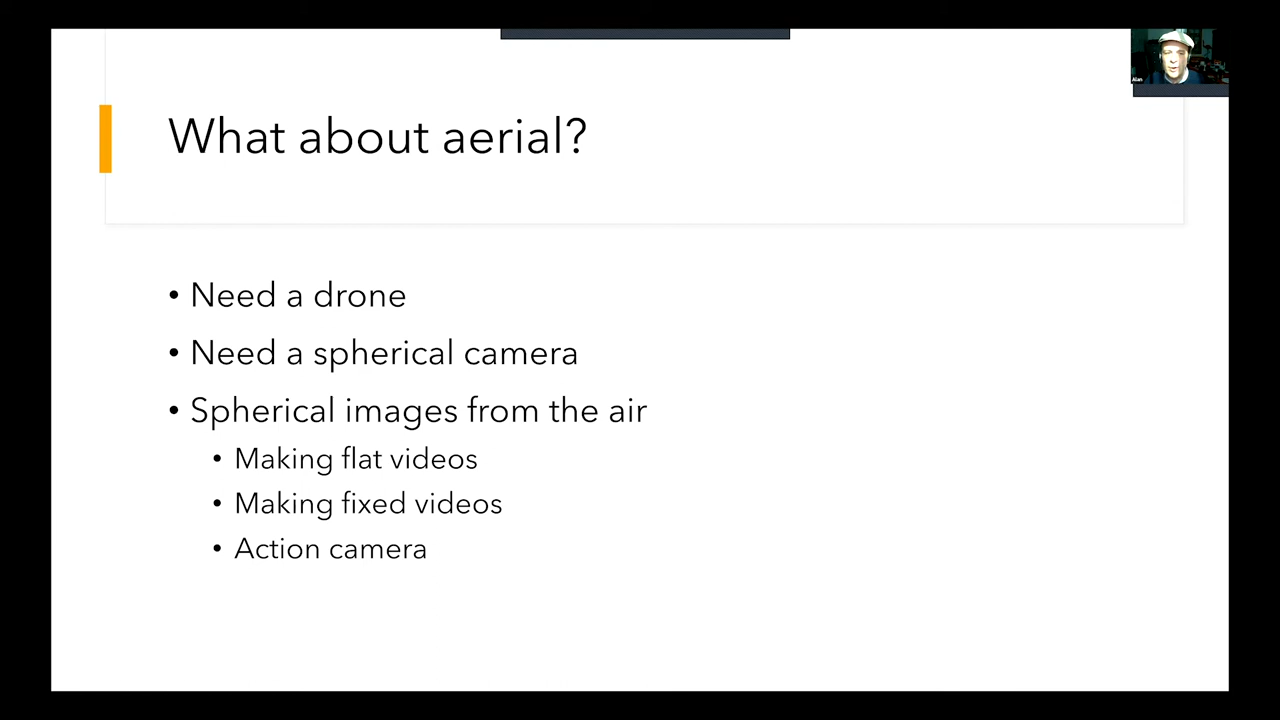 Alan
What about aerial?
• Need a drone
• Need a spherical camera
• Spherical images from the air
• Making flat videos
• Making fixed videos
• Action camera